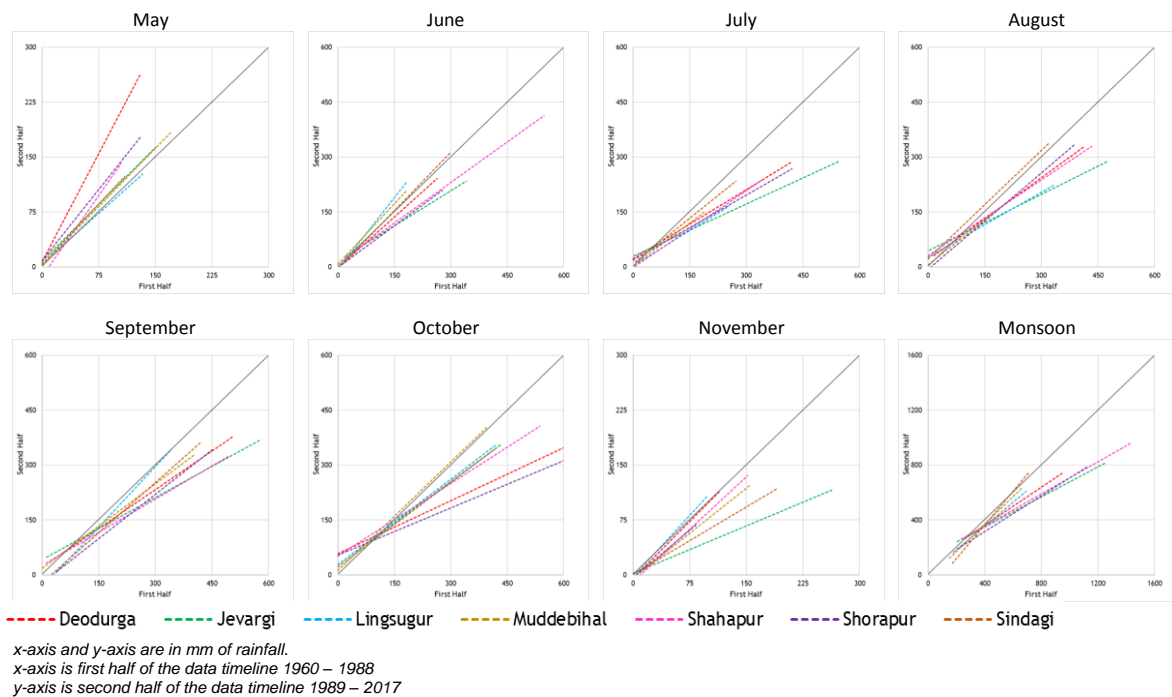 May June July August
300 600 600 600
225 450 450 450
150 300 300 300
75 150 150 150
0 0 0 0
0 75 150 225 300 0 150 300 450 600 0 150 300 450 600 0 150 300 450 600
Second Half Second Half Second Half Second Half
First Half First Half First Half First Half
September October November Monsoon
600 600 300 1600
450 450 225 1200
300 300 150 800
150 150 75 400
0 0 0 0
0 150 300 450 600 0 150 300 450 600 0 75 150 225 300 0 400 800 1200 1600
Second Half Second Half Second Half Second Half
First Half First Half First Half First Half
Deodurga Jevargi Lingsugur Muddebihal Shahapur Shorapur Sindagi
x-axis and y-axis are in mm of rainfall.
x-axis is first half of the data timeline 1960 – 1988
y-axis is second half of the data timeline 1989 – 2017